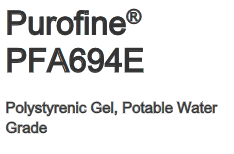 Purofine®
PFA694E
Polystyrenic Gel, Potable Water
Grade